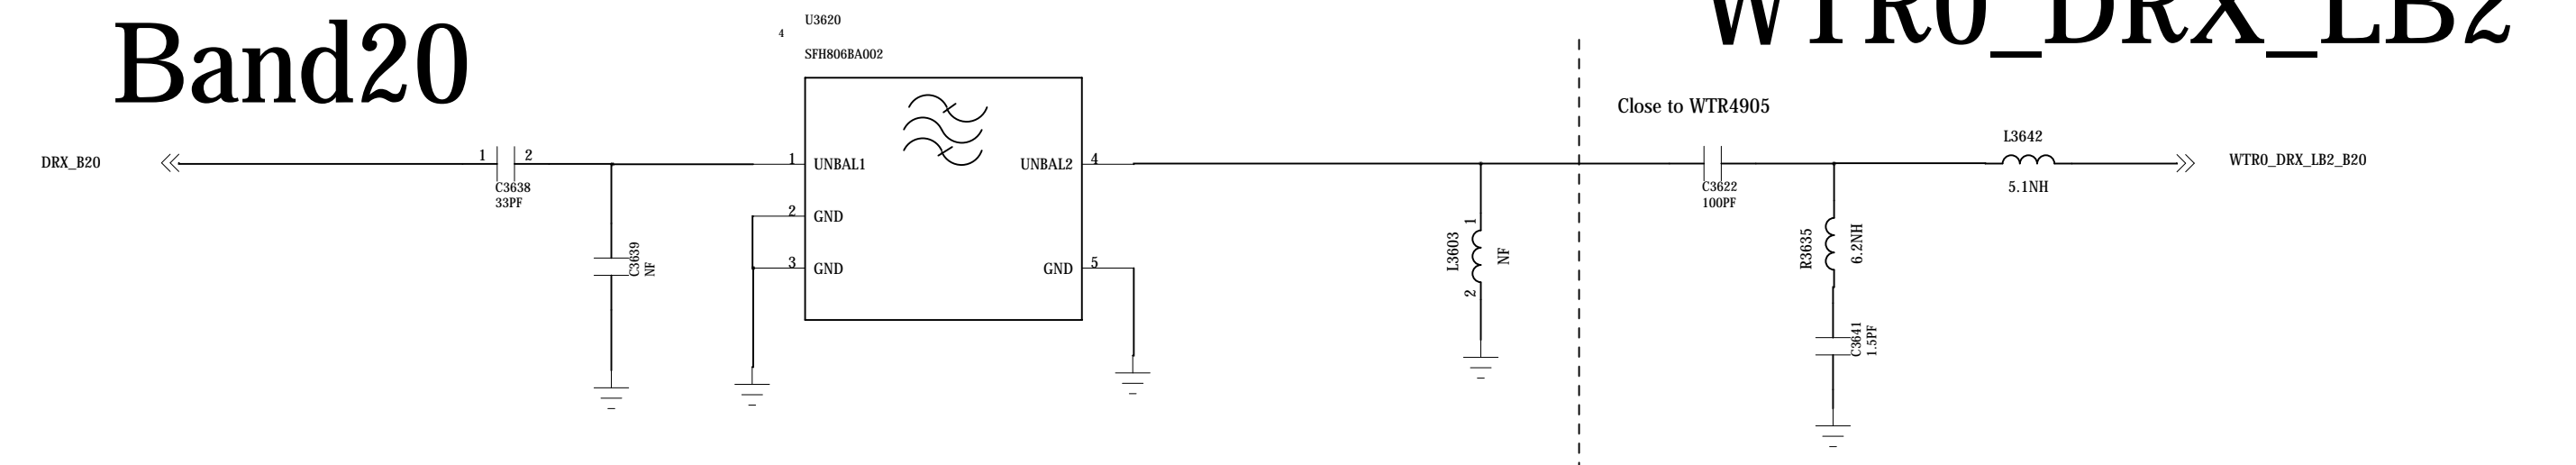 WTR0_DRX_LB2
Band20
U3620
4
SFH806BA002
Close to WTR4905
DRX_B20
1 2
C3638
33PF
C3639
NF
1 UNBAL1
2 GND
3 GND
UNBAL2 4
GND 5
1
L3603
NF
2
C3622
100PF
L3642
5.1NH
WTR0_DRX_LB2_B20
R3635
6.2NH
C3641
1.5PF